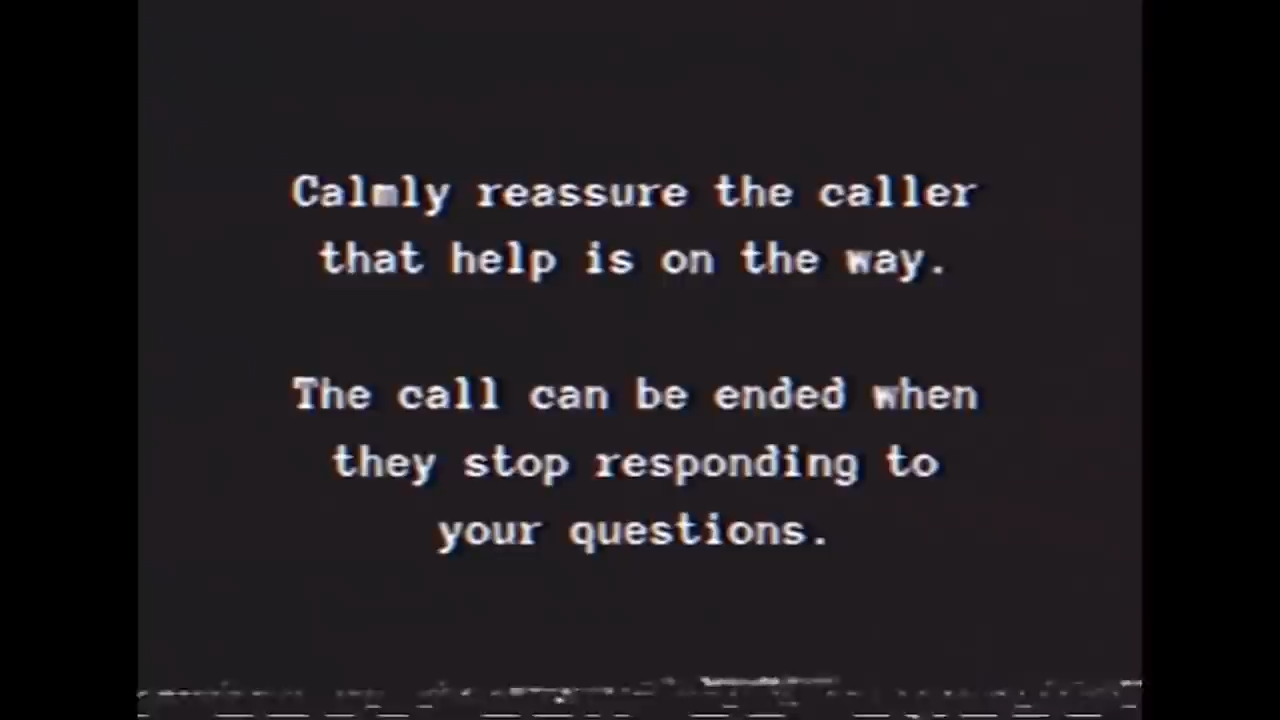 Calmly reassure the caller
that help is on the way.
The call can be ended when
they stop responding to
your questions.